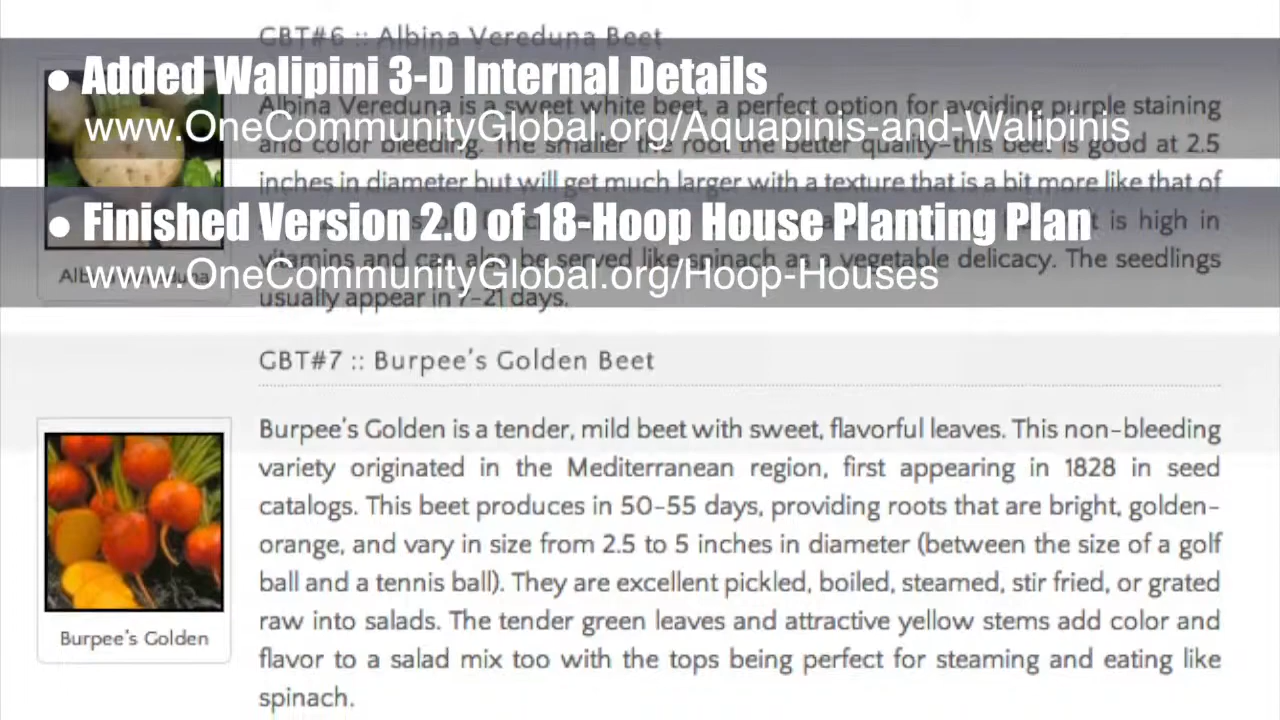 GBT#6 :: Albina Vereduna Beet
● Added Walipini 3-D Internal Details
Albina Vereduna is a sweet white beet, a perfect option for avoiding purple staining
www.OneCommunityGlobal.org/Aquapinis-and-Walipinis
and color bleeding. The smaller the root the better quality–this beet is good at 2.5
inches in diameter but will get much larger with a texture that is a bit more like that of
● Finished Version 2.0 of 18-Hoop House Planting Plan
t is high in
vitamins and can also be served like spinach as a vegetable delicacy. The seedlings
www.OneCommunityGlobal.org/Hoop-Houses
usually appear in 7–21 days.
GBT#7 :: Burpee's Golden Beet
Burpee's Golden is a tender, mild beet with sweet, flavorful leaves. This non-bleeding
variety originated in the Mediterranean region, first appearing in 1828 in seed
catalogs. This beet produces in 50–55 days, providing roots that are bright, golden-
orange, and vary in size from 2.5 to 5 inches in diameter (between the size of a golf
ball and a tennis ball). They are excellent pickled, boiled, steamed, stir fried, or grated
raw into salads. The tender green leaves and attractive yellow stems add color and
flavor to a salad mix too with the tops being perfect for steaming and eating like
spinach.
Burpee's Golden